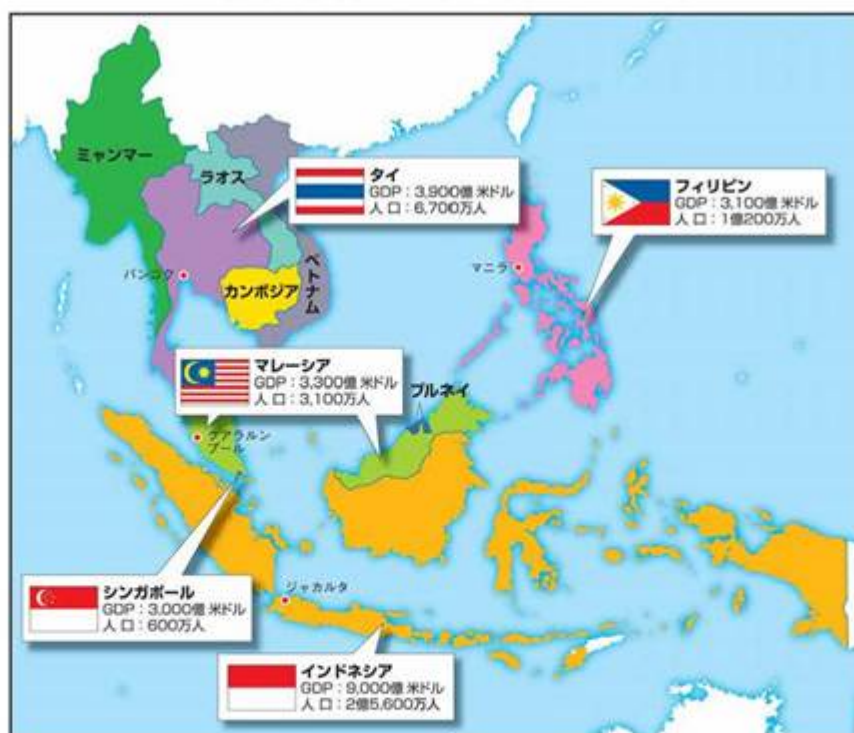 ミャンマー
ラオス
タイ
GDP：3,900億 米ドル
人 口：6,700万人
フィリピン
GDP：3,100億 米ドル
人 口：1億200万人
バンコク
カンボジア
ベトナム
マニラ
マレーシア
GDP：3,300億 米ドル
人 口：3,100万人
ブルネイ
クアラルン
プール
シンガポール
GDP：3,000億 米ドル
人 口：600万人
ジャカルタ
インドネシア
GDP：9,000億 米ドル
人 口：2億5,600万人